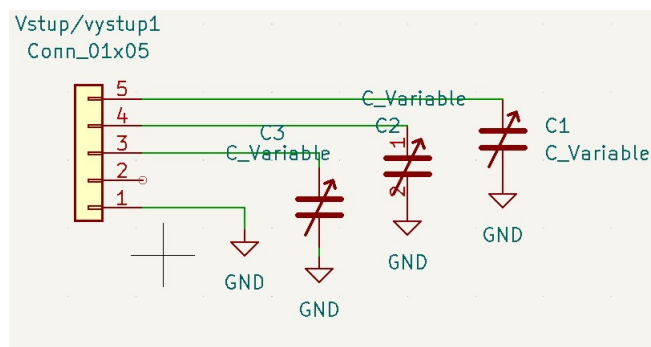 Vstup/vystup1
Conn_01x05
5
4
3
2
1
C_Variable
C2
1
2
C3
C_Variable
C1
C_Variable
GND
GND
GND
GND